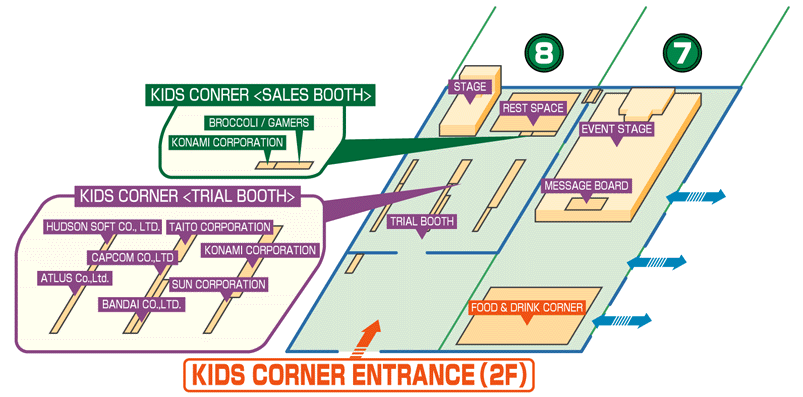 8
7
KIDS CONRER <SALES BOOTH>
BROCCOLI / GAMERS
KONAMI CORPORATION
STAGE
REST SPACE
EVENT STAGE
MESSAGE BOARD
TRIAL BOOTH
KIDS CORNER <TRIAL BOOTH>
HUDSON SOFT CO., LTD.
TAITO CORPORATION
CAPCOM CO.,LTD
KONAMI CORPORATION
ATLUS Co.,Ltd.
SUN CORPORATION
BANDAI CO.,LTD.
FOOD & DRINK CORNER
KIDS CORNER ENTRANCE (2F)